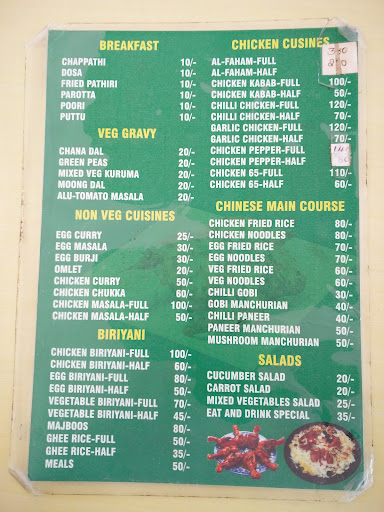 BREAKFAST
CHAPPATHI 10/-
DOSA 10/-
FRIED PATHIRI 10/-
PAROTTA 10/-
POORI 10/-
PUTTU 10/-
VEG GRAVY
CHANA DAL 20/-
GREEN PEAS 20/-
MIXED VEG KURUMA 20/-
MOONG DAL 20/-
ALU-TOMATO MASALA 20/-
NON VEG CUISINES
EGG CURRY 25/-
EGG MASALA 30/-
EGG BURJI 30/-
OMLET 20/-
CHICKEN CURRY 50/-
CHICKEN CHUKKA 60/-
CHICKEN MASALA-FULL 100/-
CHICKEN MASALA-HALF 50/-
BIRIYANI
CHICKEN BIRIYANI-FULL 100/-
CHICKEN BIRIYANI-HALF 60/-
EGG BIRIYANI-FULL 80/-
EGG BIRIYANI-HALF 50/-
VEGETABLE BIRIYANI-FULL 70/-
VEGETABLE BIRIYANI-HALF 45/-
MAJBOOS 80/-
GHEE RICE-FULL 50/-
GHEE RICE-HALF 35/-
MEALS 50/-
CHICKEN CUSINES
AL-FAHAM-FULL
AL-FAHAM-HALF
CHICKEN KABAB-FULL 100/-
CHICKEN KABAB-HALF 50/-
CHILLI CHICKEN-FULL 120/-
CHILLI CHICKEN-HALF 70/-
GARLIC CHICKEN-FULL 120/-
GARLIC CHICKEN-HALF 70/-
CHICKEN PEPPER-FULL
CHICKEN PEPPER-HALF
CHICKEN 65-FULL 110/-
CHICKEN 65-HALF 60/-
CHINESE MAIN COURSE
CHICKEN FRIED RICE 80/-
CHICKEN NOODLES 80/-
EGG FRIED RICE 70/-
EGG NOODLES 70/-
VEG FRIED RICE 60/-
VEG NOODLES 60/-
CHILLI GOBI 30/-
GOBI MANCHURIAN 40/-
CHILLI PANEER 40/-
PANEER MANCHURIAN 50/-
MUSHROOM MANCHURIAN 50/-
SALADS
CUCUMBER SALAD 20/-
CARROT SALAD 20/-
MIXED VEGETABLES SALAD 25/-
EAT AND DRINK SPECIAL 35/-